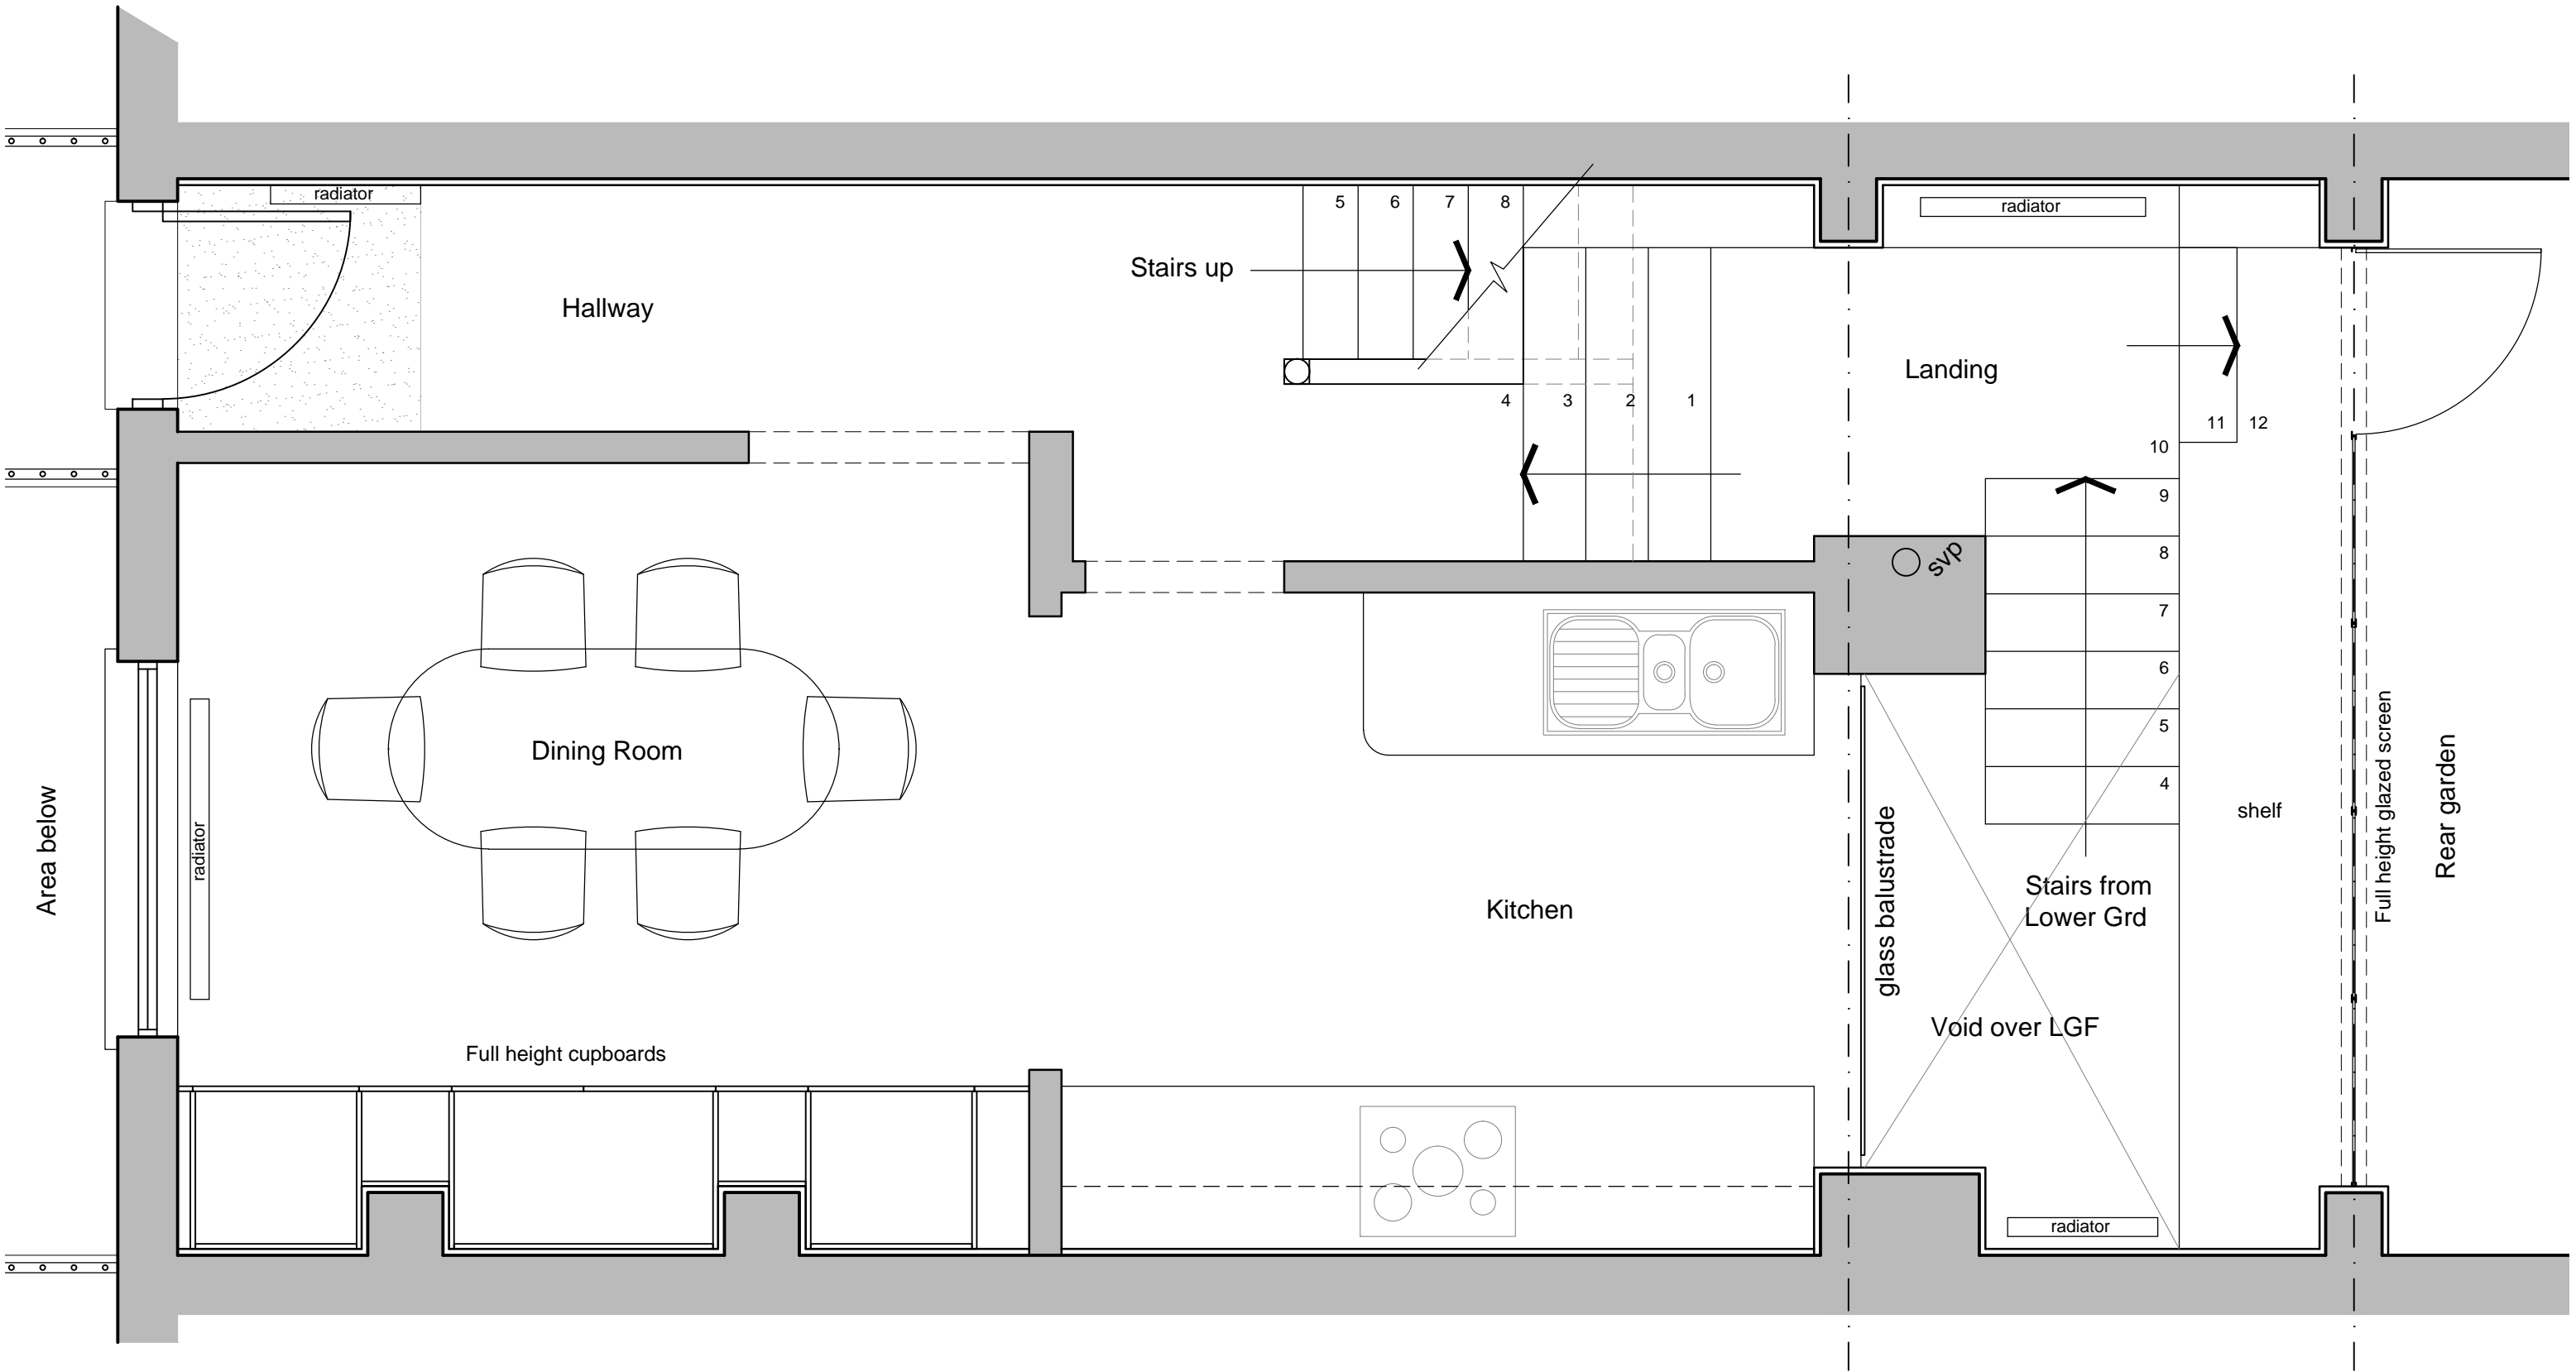 radiator
radiator
5 6 7 8
Stairs up
Hallway
Landing
4 3 2 1
11 12
10
9
8
7
6
5
4
svp
Dining Room
radiator
Area below
Full height cupboards
Kitchen
glass balustrade
Stairs from
Lower Grd
Void over LGF
shelf
Full height glazed screen
Rear garden
radiator